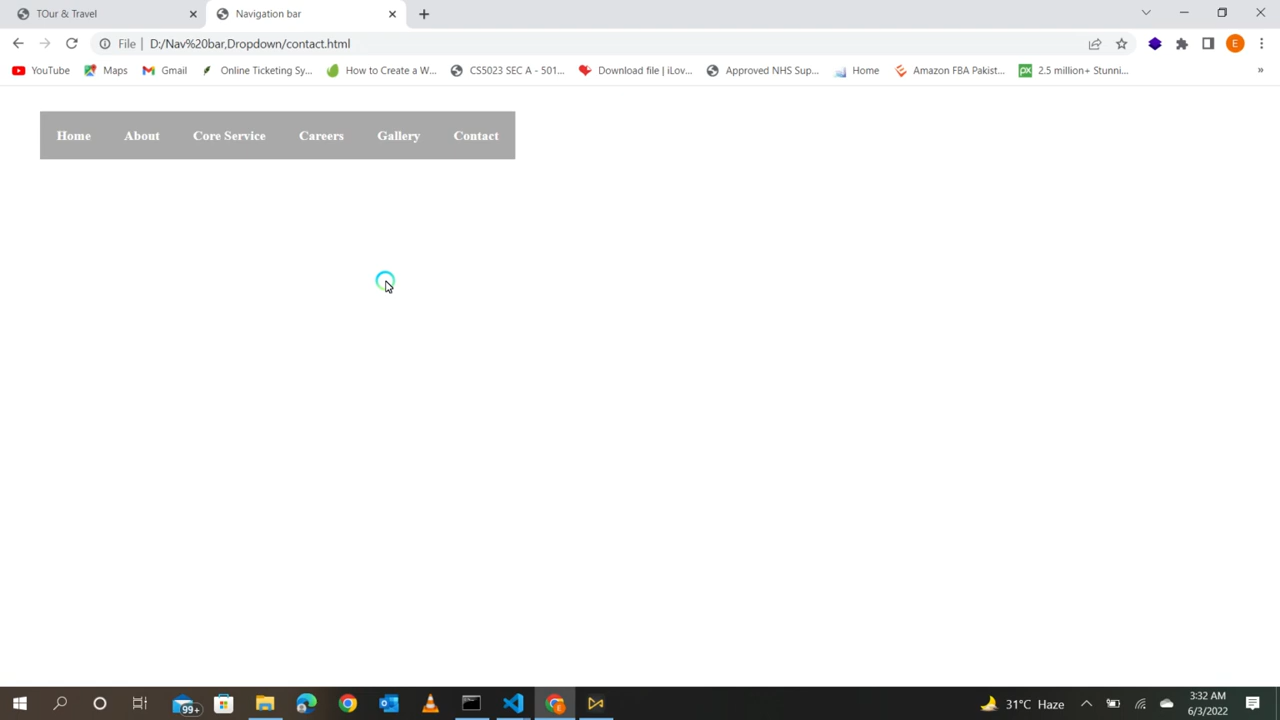 TOur & Travel
Navigation bar
File
D:/Nav%20bar,Dropdown/contact.html
E
YouTube
Maps
Gmail
Online Ticketing Sy...
How to Create a W...
CS5023 SEC A - 501...
Download file | iLov...
Approved NHS Sup...
Home
Amazon FBA Pakist...
2.5 million+ Stunni...
»
Home
About
Core Service
Careers
Gallery
Contact
99+
31°C Haze
3:32 AM
6/3/2022